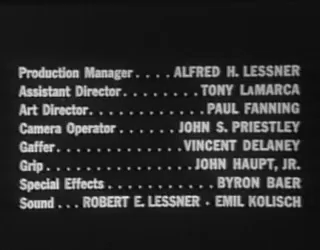 Production Manager.... ALFRED H. LESSNER
Assistant Director........ TONY LaMARCA
Art Director............ PAUL FANNING
Camera Operator...... JOHN S. PRIESTLEY
Gaffer............. VINCENT DELANEY
Grip............... JOHN HAUPT, JR.
Special Effects........... BYRON BAER
Sound... ROBERT E. LESSNER • EMIL KOLISCH